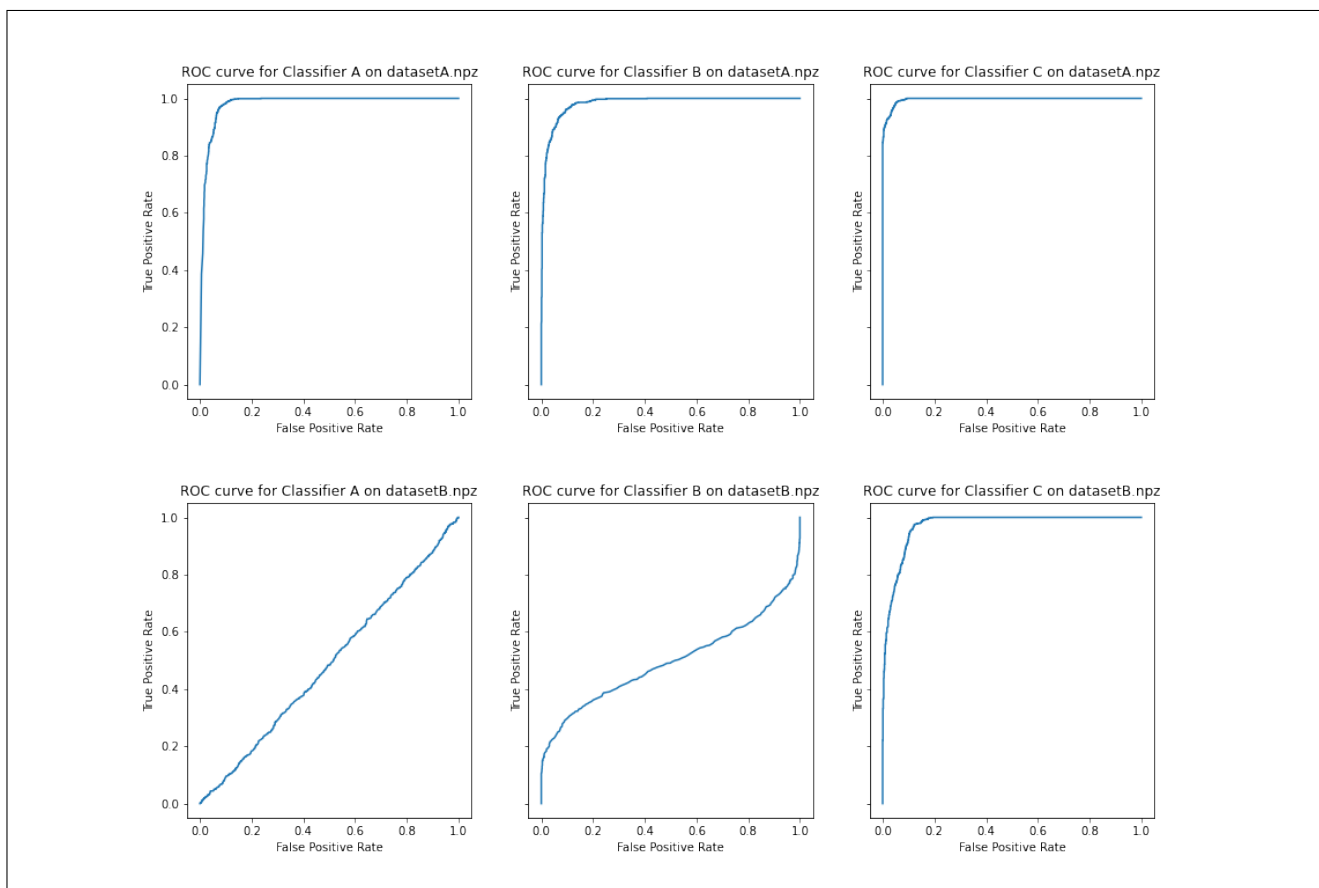 ROC curve for Classifier A on datasetA.npz
ROC curve for Classifier B on datasetA.npz
ROC curve for Classifier C on datasetA.npz
1.0
0.8
0.6
0.4
0.2
0.0
True Positive Rate
True Positive Rate
True Positive Rate
0.0 0.2 0.4 0.6 0.8 1.0
0.0 0.2 0.4 0.6 0.8 1.0
0.0 0.2 0.4 0.6 0.8 1.0
False Positive Rate
False Positive Rate
False Positive Rate
ROC curve for Classifier A on datasetB.npz
ROC curve for Classifier B on datasetB.npz
ROC curve for Classifier C on datasetB.npz
1.0
0.8
0.6
0.4
0.2
0.0
True Positive Rate
True Positive Rate
True Positive Rate
0.0 0.2 0.4 0.6 0.8 1.0
0.0 0.2 0.4 0.6 0.8 1.0
0.0 0.2 0.4 0.6 0.8 1.0
False Positive Rate
False Positive Rate
False Positive Rate